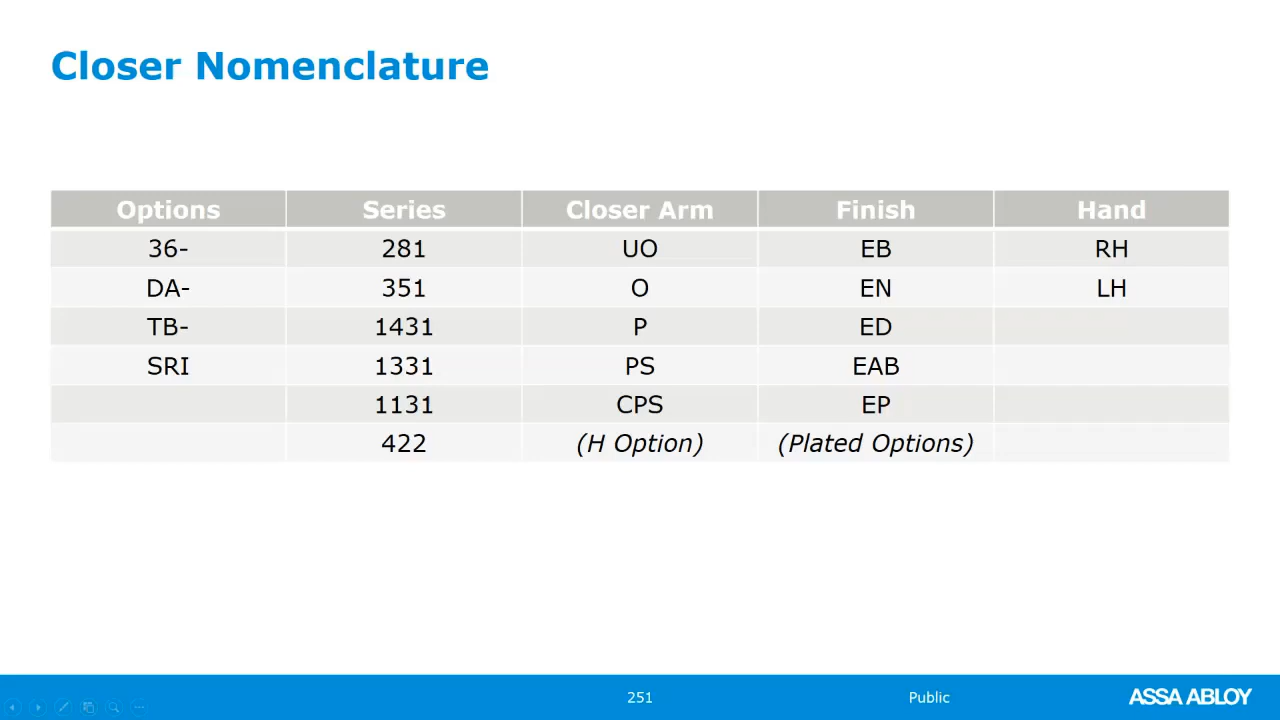 Closer Nomenclature
Options Series Closer Arm Finish Hand
36- 281 UO EB RH
DA- 351 O EN LH
TB- 1431 P ED
SRI 1331 PS EAB
1131 CPS EP
422 (H Option) (Plated Options)
251 Public ASSA ABLOY